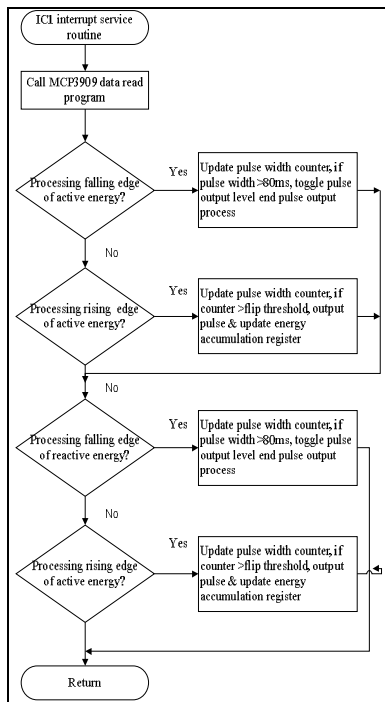 IC1 interrupt service
routine
Call MCP3909 data read
program
Processing falling edge
of active energy?
Yes
Update pulse width counter, if
pulse width >80ms, toggle pulse
output level end pulse output
process
No
Processing rising edge
of active energy?
Yes
Update pulse width counter, if
counter >flip threshold, output
pulse & update energy
accumulation register
No
Processing falling edge
of reactive energy?
Yes
Update pulse width counter, if
pulse width >80ms, toggle pulse
output level end pulse output
process
No
Processing rising edge
of active energy?
Yes
Update pulse width counter, if
counter >flip threshold, output
pulse & update energy
accumulation register
Return